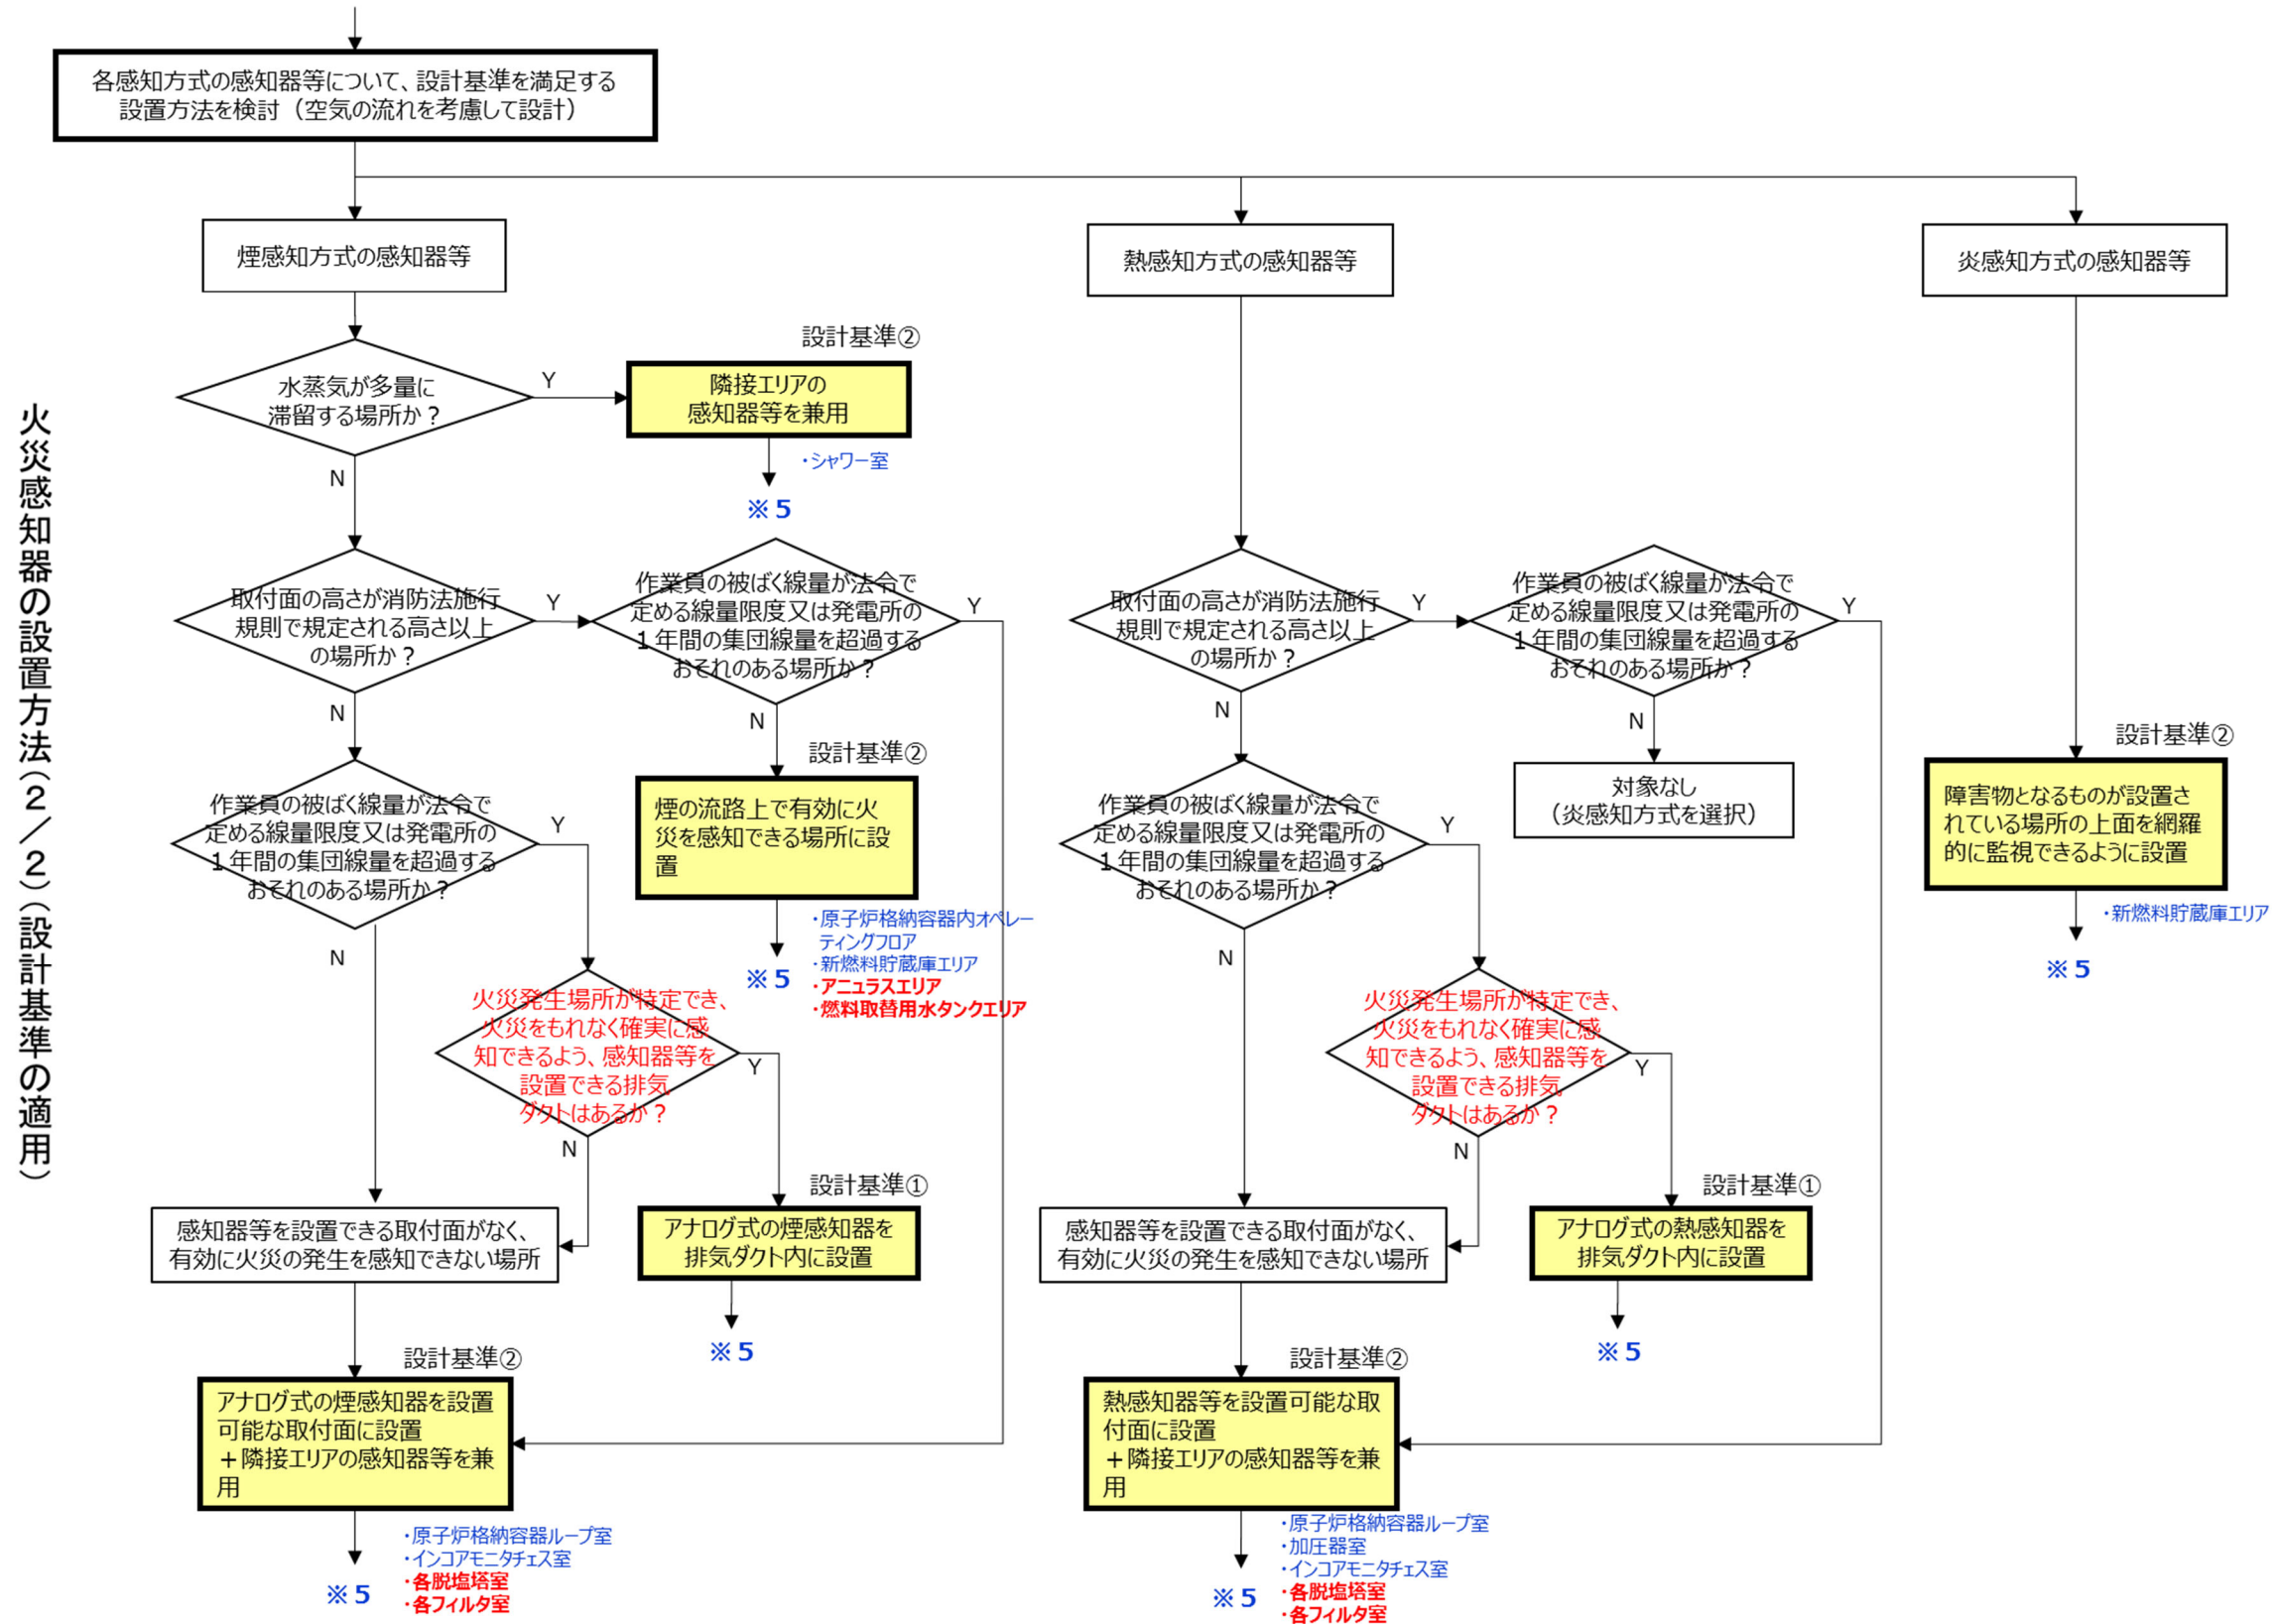 火災感知器の設置方法（２／２）（設計基準の適用）
各感知方式の感知器等について、設計基準を満足する
設置方法を検討（空気の流れを考慮して設計）
煙感知方式の感知器等
熱感知方式の感知器等
炎感知方式の感知器等
水蒸気が多量に
滞留する場所か？
Y
N
設計基準②
隣接エリアの
感知器等を兼用
・シャワー室
※５
取付面の高さが消防法施行
規則で規定される高さ以上
の場所か？
Y
N
作業員の被ばく線量が法令で
定める線量限度又は発電所の
１年間の集団線量を超過する
おそれのある場所か？
Y
N
設計基準②
煙の流路上で有効に火
災を感知できる場所に設
置
・原子炉格納容器内オペレー
ティングフロア
・新燃料貯蔵庫エリア
・アニュラスエリア
・燃料取替用水タンクエリア
※５
作業員の被ばく線量が法令で
定める線量限度又は発電所の
１年間の集団線量を超過する
おそれのある場所か？
Y
N
火災発生場所が特定でき、
火災をもれなく確実に感
知できるよう、感知器等を
設置できる排気
ダクトはあるか？
Y
N
設計基準①
アナログ式の煙感知器を
排気ダクト内に設置
※５
感知器等を設置できる取付面がなく、
有効に火災の発生を感知できない場所
設計基準②
アナログ式の煙感知器を設置
可能な取付面に設置
＋隣接エリアの感知器等を兼
用
・原子炉格納容器ループ室
・インコアモニタチェス室
・各脱塩塔室
・各フィルタ室
※５
取付面の高さが消防法施行
規則で規定される高さ以上
の場所か？
Y
N
作業員の被ばく線量が法令で
定める線量限度又は発電所の
１年間の集団線量を超過する
おそれのある場所か？
Y
N
対象なし
（炎感知方式を選択）
作業員の被ばく線量が法令で
定める線量限度又は発電所の
１年間の集団線量を超過する
おそれのある場所か？
Y
N
火災発生場所が特定でき、
火災をもれなく確実に感
知できるよう、感知器等を
設置できる排気
ダクトはあるか？
Y
N
設計基準①
アナログ式の熱感知器を
排気ダクト内に設置
※５
感知器等を設置できる取付面がなく、
有効に火災の発生を感知できない場所
設計基準②
熱感知器等を設置可能な取
付面に設置
＋隣接エリアの感知器等を兼
用
・原子炉格納容器ループ室
・加圧器室
・インコアモニタチェス室
・各脱塩塔室
・各フィルタ室
※５
設計基準②
障害物となるものが設置さ
れている場所の上面を網羅
的に監視できるように設置
・新燃料貯蔵庫エリア
※５